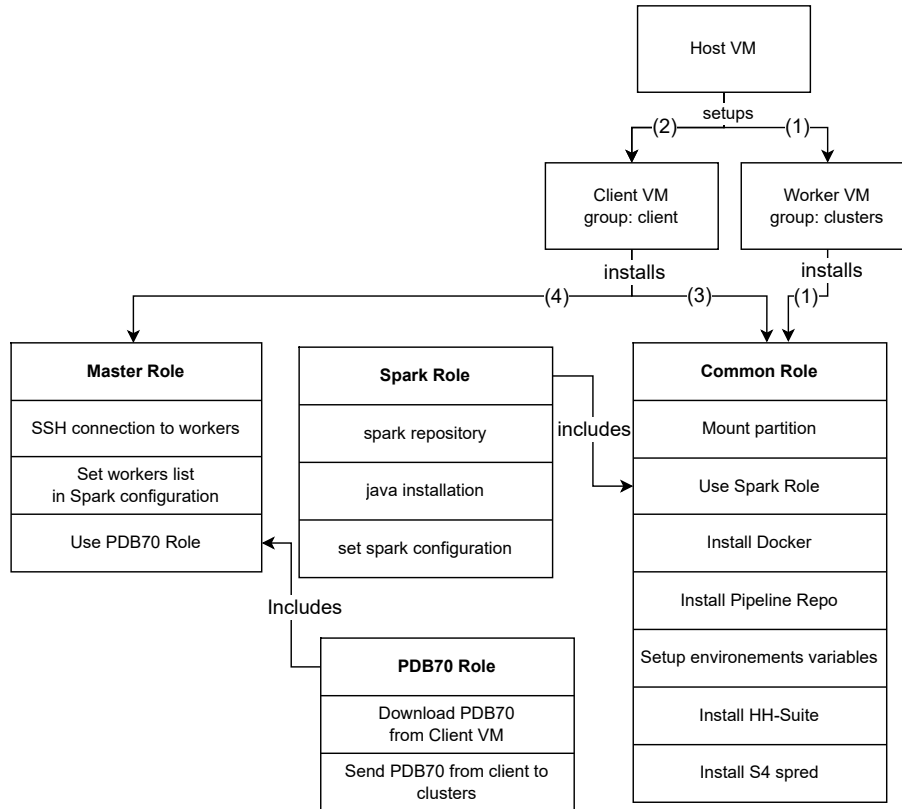 Host VM
setups
(2)
(1)
Client VM
group: client
Worker VM
group: clusters
installs
installs
(4)
(3)
(1)
Master Role
SSH connection to workers
Set workers list
in Spark configuration
Use PDB70 Role
Spark Role
spark repository
java installation
set spark configuration
includes
Common Role
Mount partition
Use Spark Role
Install Docker
Install Pipeline Repo
Setup environements variables
Install HH-Suite
Install S4 spred
Includes
PDB70 Role
Download PDB70
from Client VM
Send PDB70 from client to
clusters